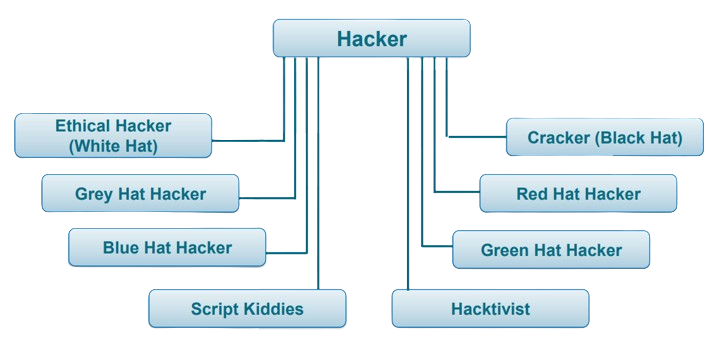 Hacker
Ethical Hacker
(White Hat)
Cracker (Black Hat)
Grey Hat Hacker
Red Hat Hacker
Blue Hat Hacker
Green Hat Hacker
Script Kiddies
Hacktivist